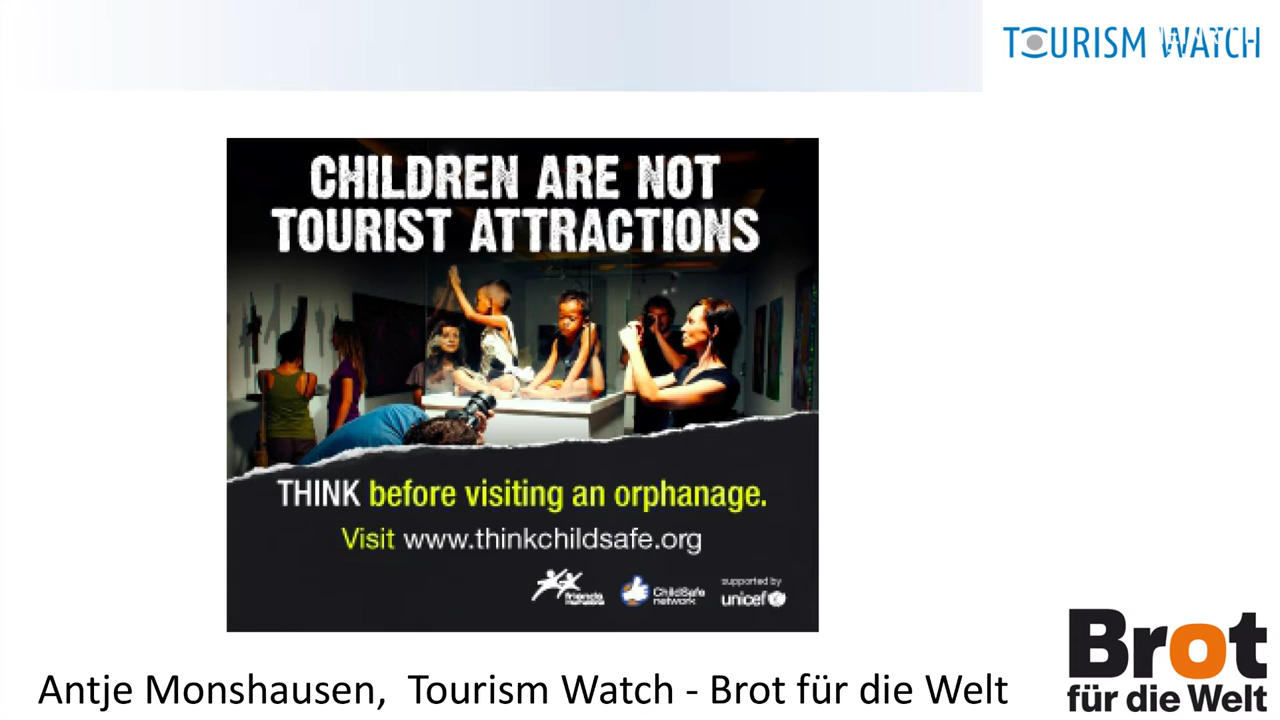 TOURISM WATCH
CHILDREN ARE NOT
TOURIST ATTRACTIONS
THINK before visiting an orphanage.
Visit www.thinkchildsafe.org
friends
ChildSafe
network
supported by
unicef
Brot
für die Welt
Antje Monshausen, Tourism Watch - Brot für die Welt